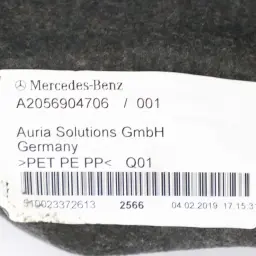 Mercedes-Benz
A2056904706 / 001
Auria Solutions GmbH
Germany
>PET PE PP< Q01
910023372613 2566 04.02.2019 17:15:31